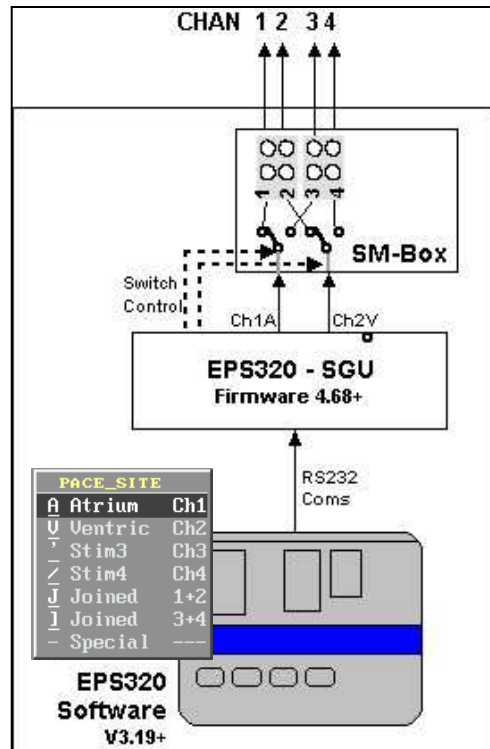 CHAN 1 2 3 4
1 2 3 4
SM-Box
Switch
Control
Ch1A Ch2V
EPS320 - SGU
Firmware 4.68+
RS232
Coms
PACE_SITE
A Atrium Ch1
V Ventric Ch2
' Stim3 Ch3
/ Stim4 Ch4
J Joined 1+2
] Joined 3+4
- Special ---
EPS320
Software
V3.19+